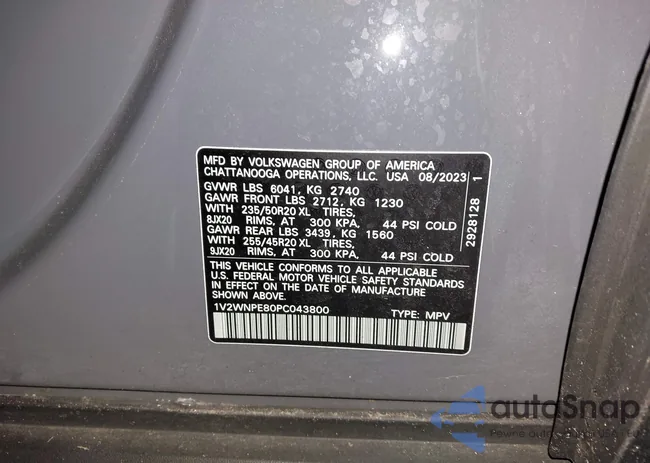 MFD BY VOLKSWAGEN GROUP OF AMERICA
CHATTANOOGA OPERATIONS, LLC. USA 08/2023
GVWR LBS 6041, KG 2740
GAWR FRONT LBS 2712, KG 1230
WITH 235/50R20 XL TIRES,
8JX20 RIMS, AT 300 KPA, 44 PSI COLD
GAWR REAR LBS 3439, KG 1560
WITH 255/45R20 XL TIRES,
9JX20 RIMS, AT 300 KPA, 44 PSI COLD
THIS VEHICLE CONFORMS TO ALL APPLICABLE
U.S. FEDERAL MOTOR VEHICLE SAFETY STANDARDS
IN EFFECT ON THE DATE OF MANUFACTURE
SHOWN ABOVE.
1V2WNPE80PC043800 TYPE: MPV
2928128 1
autoSnap
Pewne auto